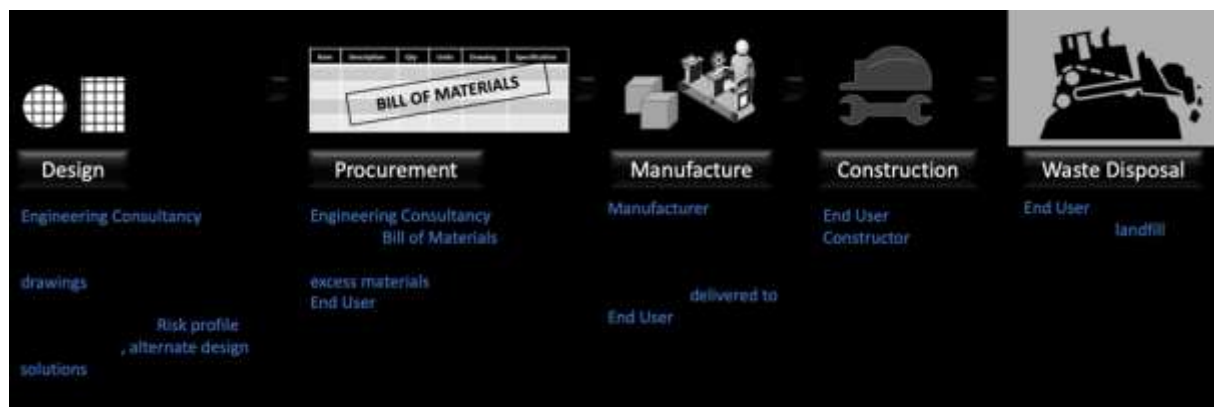 Item Description Qty Units Drawing Specification
BILL OF MATERIALS
Design
Engineering Consultancy
drawings
Risk profile
, alternate design
solutions
Procurement
Engineering Consultancy
Bill of Materials
excess materials
End User
Manufacture
Manufacturer
delivered to
End User
Construction
End User
Constructor
Waste Disposal
End User
landfill